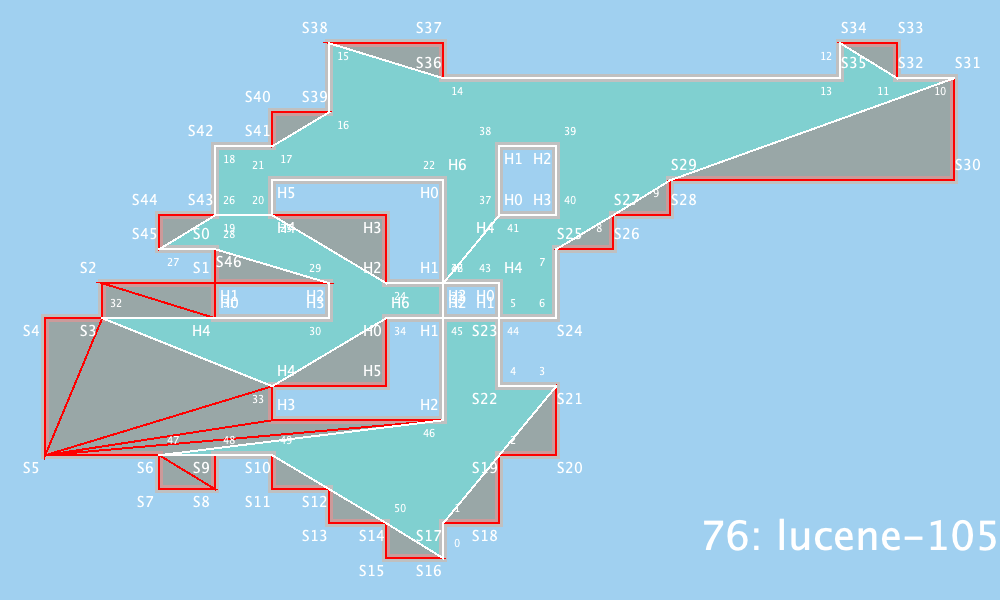 S38 S37 S34 S33
15 S36 12 S35 S32 S31
14 13 11 10
S40 S39
16
S42 S41 38 39
18 21 17 22 H6 H1 H2 S29 S30
S44 S43 26 20 H5 H0 37 H0 H3 40 S27 9 S28
S45 S0 19 28 H4 H3 H4 41 S25 8 S26
27 S1 S46 29 H2 H1 43 H4 7
S2
32 H1 H2 H3 24 H6 H2 H0 H1 5 6
S4 S3 H4 30 H0 34 H1 45 S23 44 S24
H4 H5 4 3
33 H3 H2 S22 S21
47 48 49 46 2
S5 S6 S9 S10 S19 S20
S7 S8 S11 S12 50 1
S13 S14 S17 0 S18
S15 S16
76: lucene-105